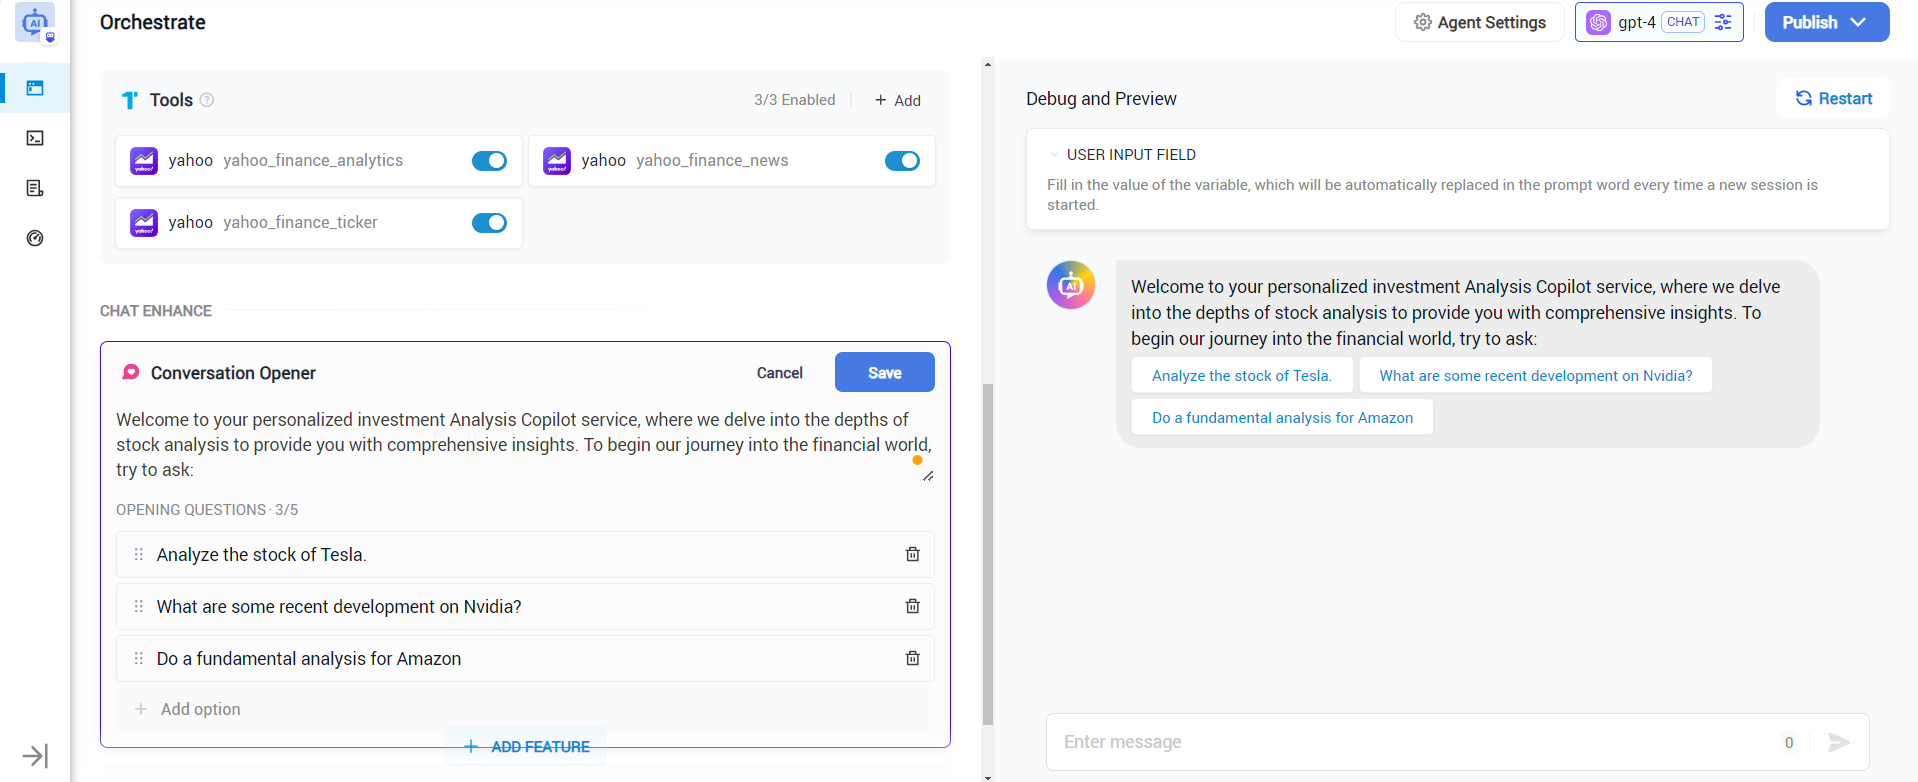 AI
Orchestrate
Agent Settings
gpt-4 CHAT
Publish
Tools ?
3/3 Enabled
+ Add
yahoo yahoo_finance_analytics
yahoo yahoo_finance_news
yahoo yahoo_finance_ticker
CHAT ENHANCE
Conversation Opener
Cancel
Save
Welcome to your personalized investment Analysis Copilot service, where we delve into the depths of
stock analysis to provide you with comprehensive insights. To begin our journey into the financial world,
try to ask:
OPENING QUESTIONS · 3/5
Analyze the stock of Tesla.
What are some recent development on Nvidia?
Do a fundamental analysis for Amazon
+ Add option
+ ADD FEATURE
Debug and Preview
Restart
USER INPUT FIELD
Fill in the value of the variable, which will be automatically replaced in the prompt word every time a new session is
started.
AI
Welcome to your personalized investment Analysis Copilot service, where we delve
into the depths of stock analysis to provide you with comprehensive insights. To
begin our journey into the financial world, try to ask:
Analyze the stock of Tesla.
What are some recent development on Nvidia?
Do a fundamental analysis for Amazon
Enter message
0